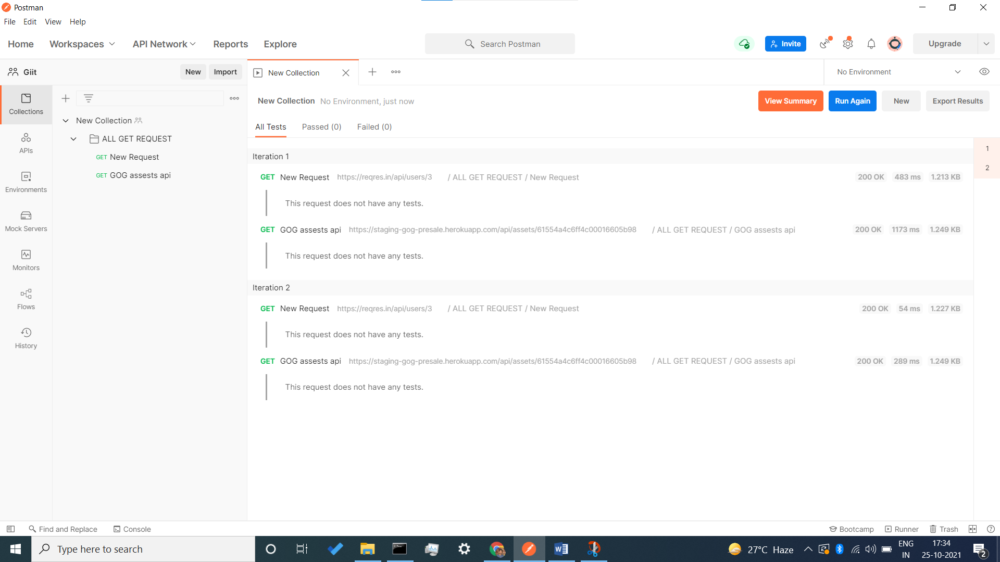 Postman
File Edit View Help
Home Workspaces API Network Reports Explore
Search Postman
Invite
Upgrade
Giit
New Import
New Collection
No Environment
Collections
APIs
Environments
Mock Servers
Monitors
Flows
History
New Collection
ALL GET REQUEST
GET New Request
GET GOG assests api
New Collection No Environment, just now
View Summary Run Again New Export Results
All Tests Passed (0) Failed (0)
1
2
Iteration 1
GET New Request https://reqres.in/api/users/3 / ALL GET REQUEST / New Request 200 OK 483 ms 1.213 KB
This request does not have any tests.
GET GOG assests api https://staging-gog-presale.herokuapp.com/api/assets/61554a4c6ff4c00016605b98 / ALL GET REQUEST / GOG assests api 200 OK 1173 ms 1.249 KB
This request does not have any tests.
Iteration 2
GET New Request https://reqres.in/api/users/3 / ALL GET REQUEST / New Request 200 OK 54 ms 1.227 KB
This request does not have any tests.
GET GOG assests api https://staging-gog-presale.herokuapp.com/api/assets/61554a4c6ff4c00016605b98 / ALL GET REQUEST / GOG assests api 200 OK 289 ms 1.249 KB
This request does not have any tests.
Find and Replace Console
Bootcamp Runner Trash
Type here to search
27°C Haze
ENG
IN
17:34
25-10-2021
2